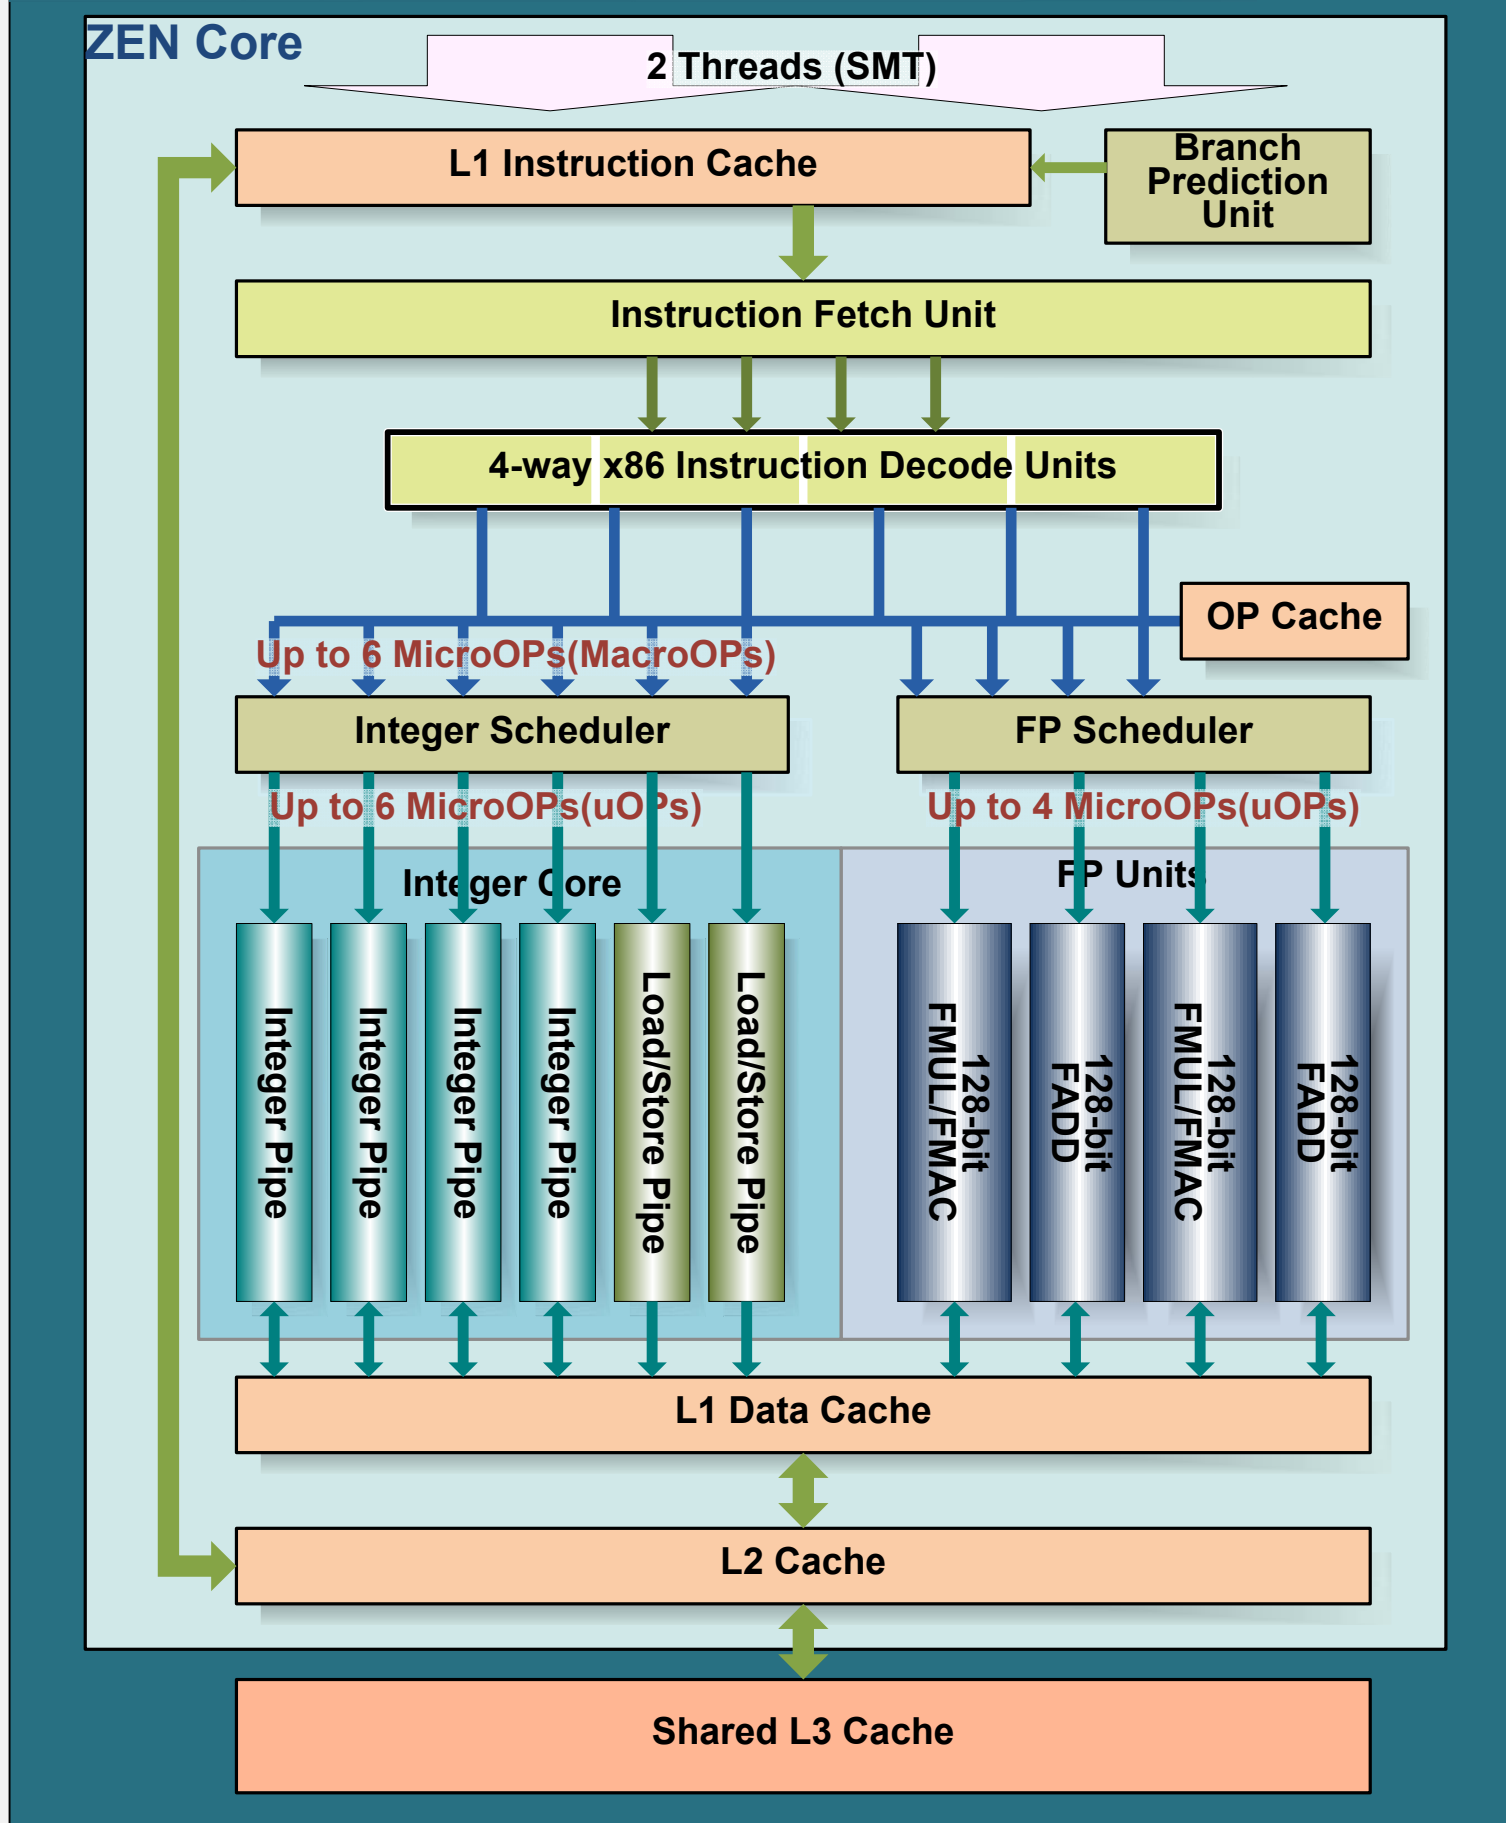 ZEN Core
2 Threads (SMT)
L1 Instruction Cache
Branch
Prediction
Unit
Instruction Fetch Unit
4-way x86 Instruction Decode Units
OP Cache
Up to 6 MicroOPs(MacroOPs)
Integer Scheduler
FP Scheduler
Up to 6 MicroOPs(uOPs)
Up to 4 MicroOPs(uOPs)
Integer Core
FP Units
Integer Pipe
Integer Pipe
Integer Pipe
Integer Pipe
Load/Store Pipe
Load/Store Pipe
128-bit
FMUL/FMAC
128-bit
FADD
128-bit
FMUL/FMAC
128-bit
FADD
L1 Data Cache
L2 Cache
Shared L3 Cache